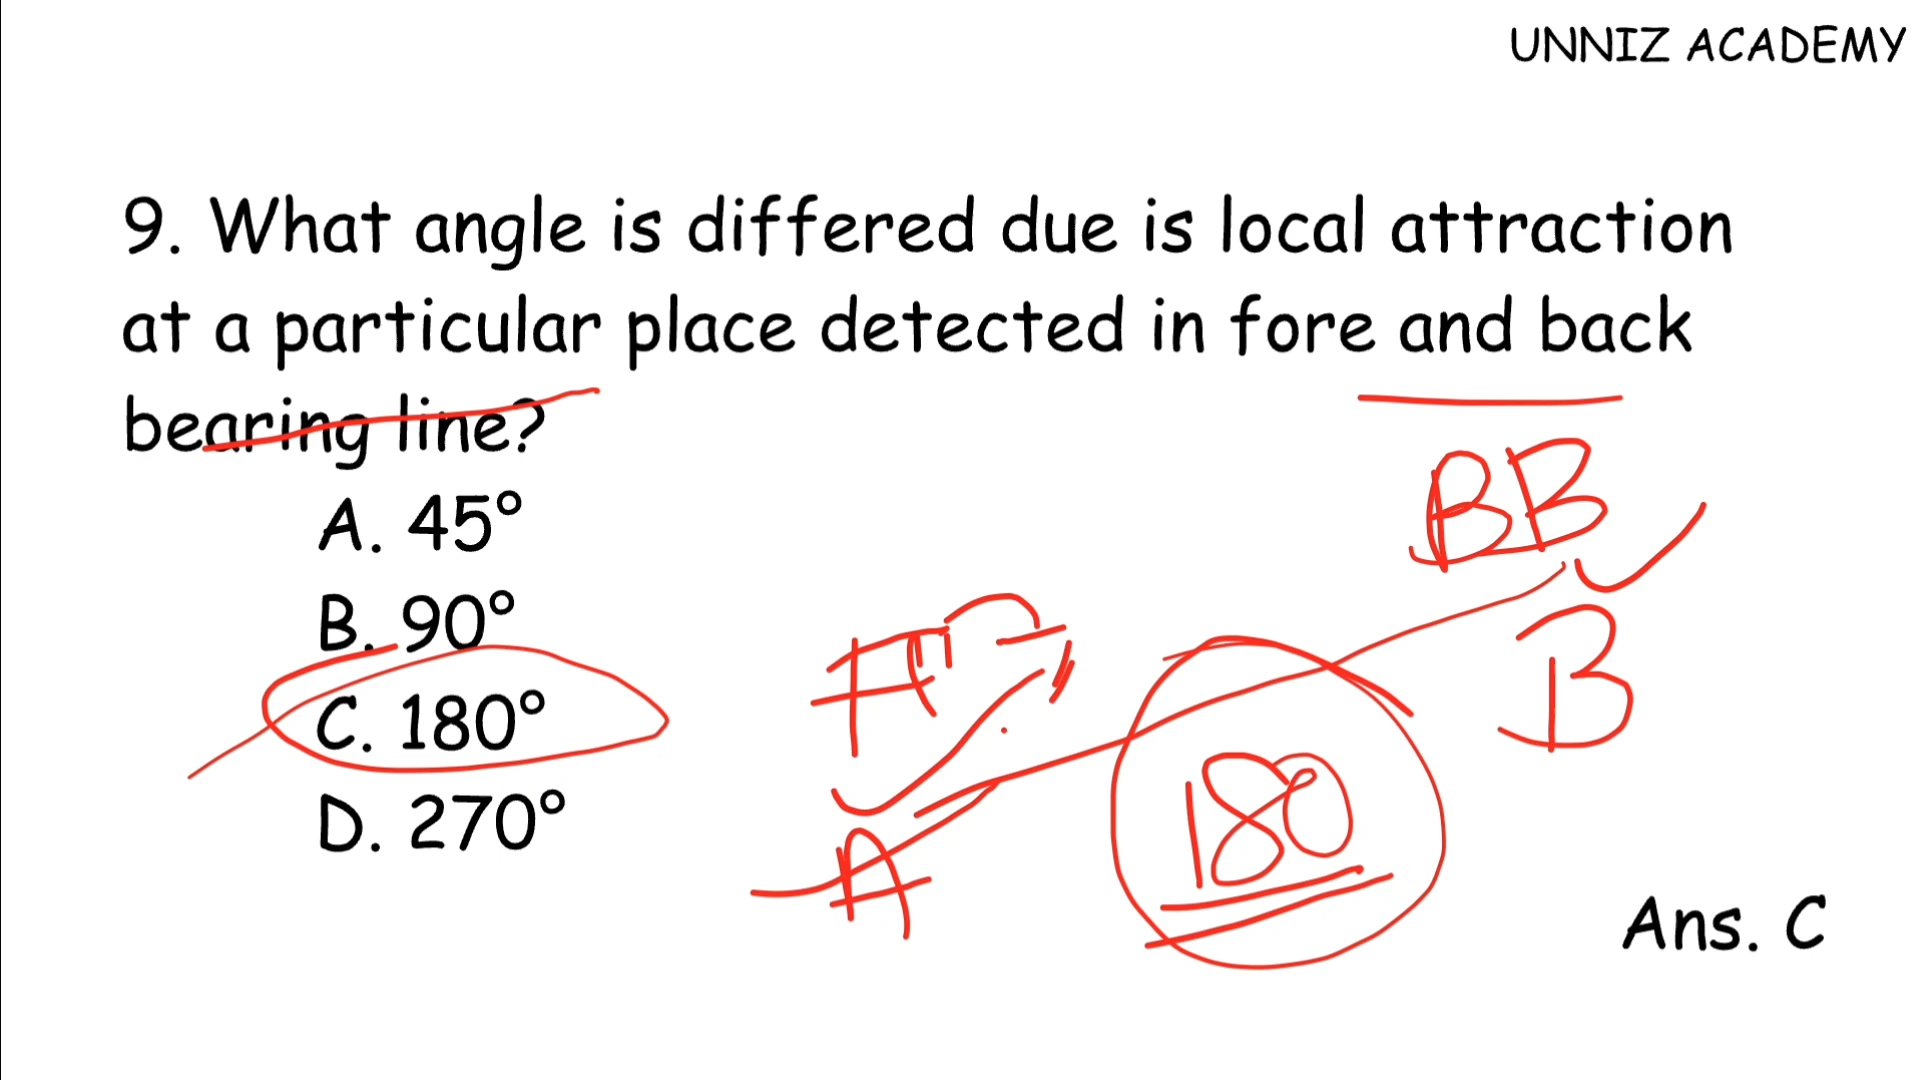 UNNIZ ACADEMY
9. What angle is differed due is local attraction
at a particular place detected in fore and back
bearing line?
A. 45°
B. 90°
C. 180°
D. 270°
BB
B
A
180
Ans. C